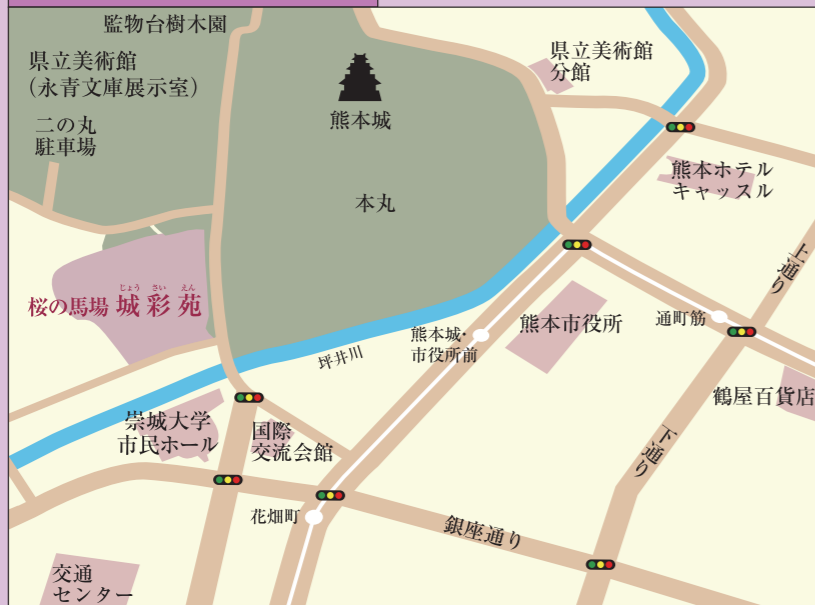 監物台樹木園
県立美術館
（永青文庫展示室）
二の丸
駐車場
熊本城
本丸
県立美術館
分館
熊本ホテル
キャッスル
上通り
じょう さい えん
桜の馬場 城彩苑
坪井川
熊本城・
市役所前
熊本市役所
通町筋
鶴屋百貨店
崇城大学
市民ホール
国際
交流会館
下通り
花畑町
銀座通り
交通
センター